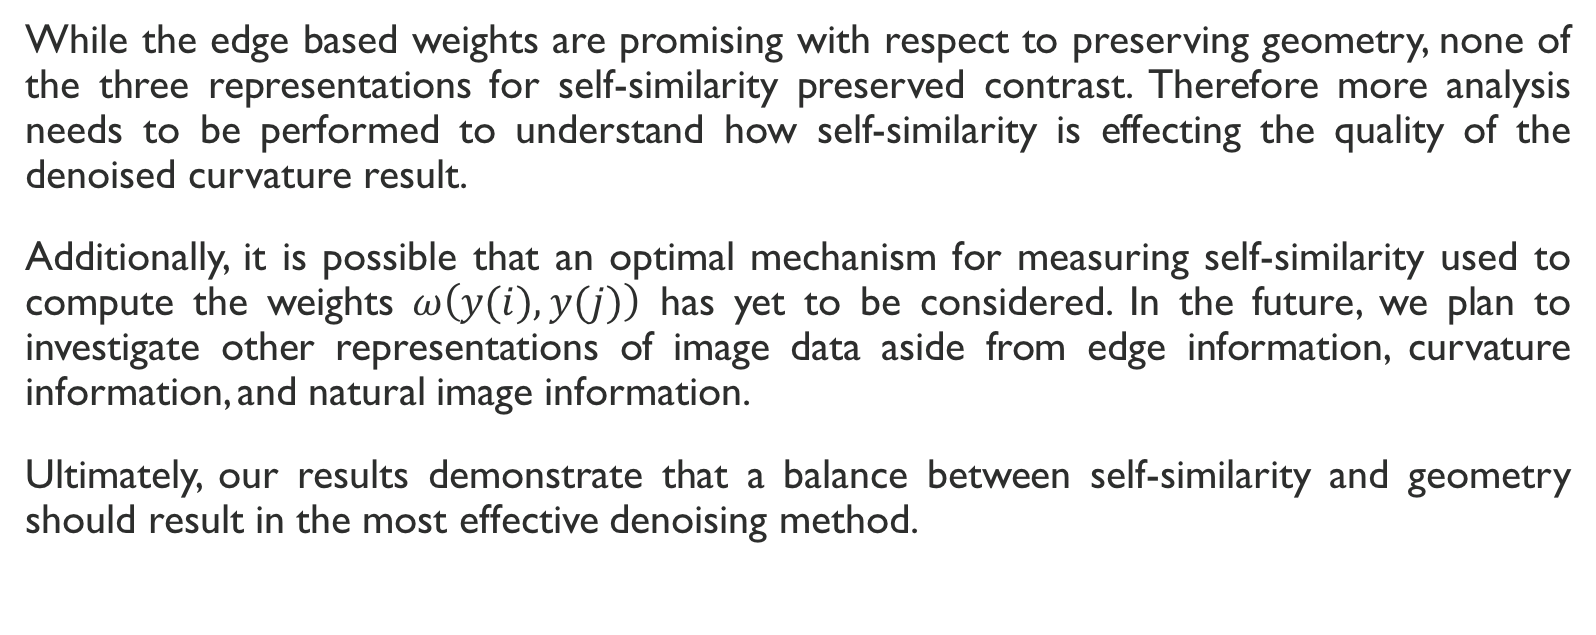 While the edge based weights are promising with respect to preserving geometry, none of
the three representations for self-similarity preserved contrast. Therefore more analysis
needs to be performed to understand how self-similarity is effecting the quality of the
denoised curvature result.
Additionally, it is possible that an optimal mechanism for measuring self-similarity used to
compute the weights ω(y(i), y(j)) has yet to be considered. In the future, we plan to
investigate other representations of image data aside from edge information, curvature
information, and natural image information.
Ultimately, our results demonstrate that a balance between self-similarity and geometry
should result in the most effective denoising method.